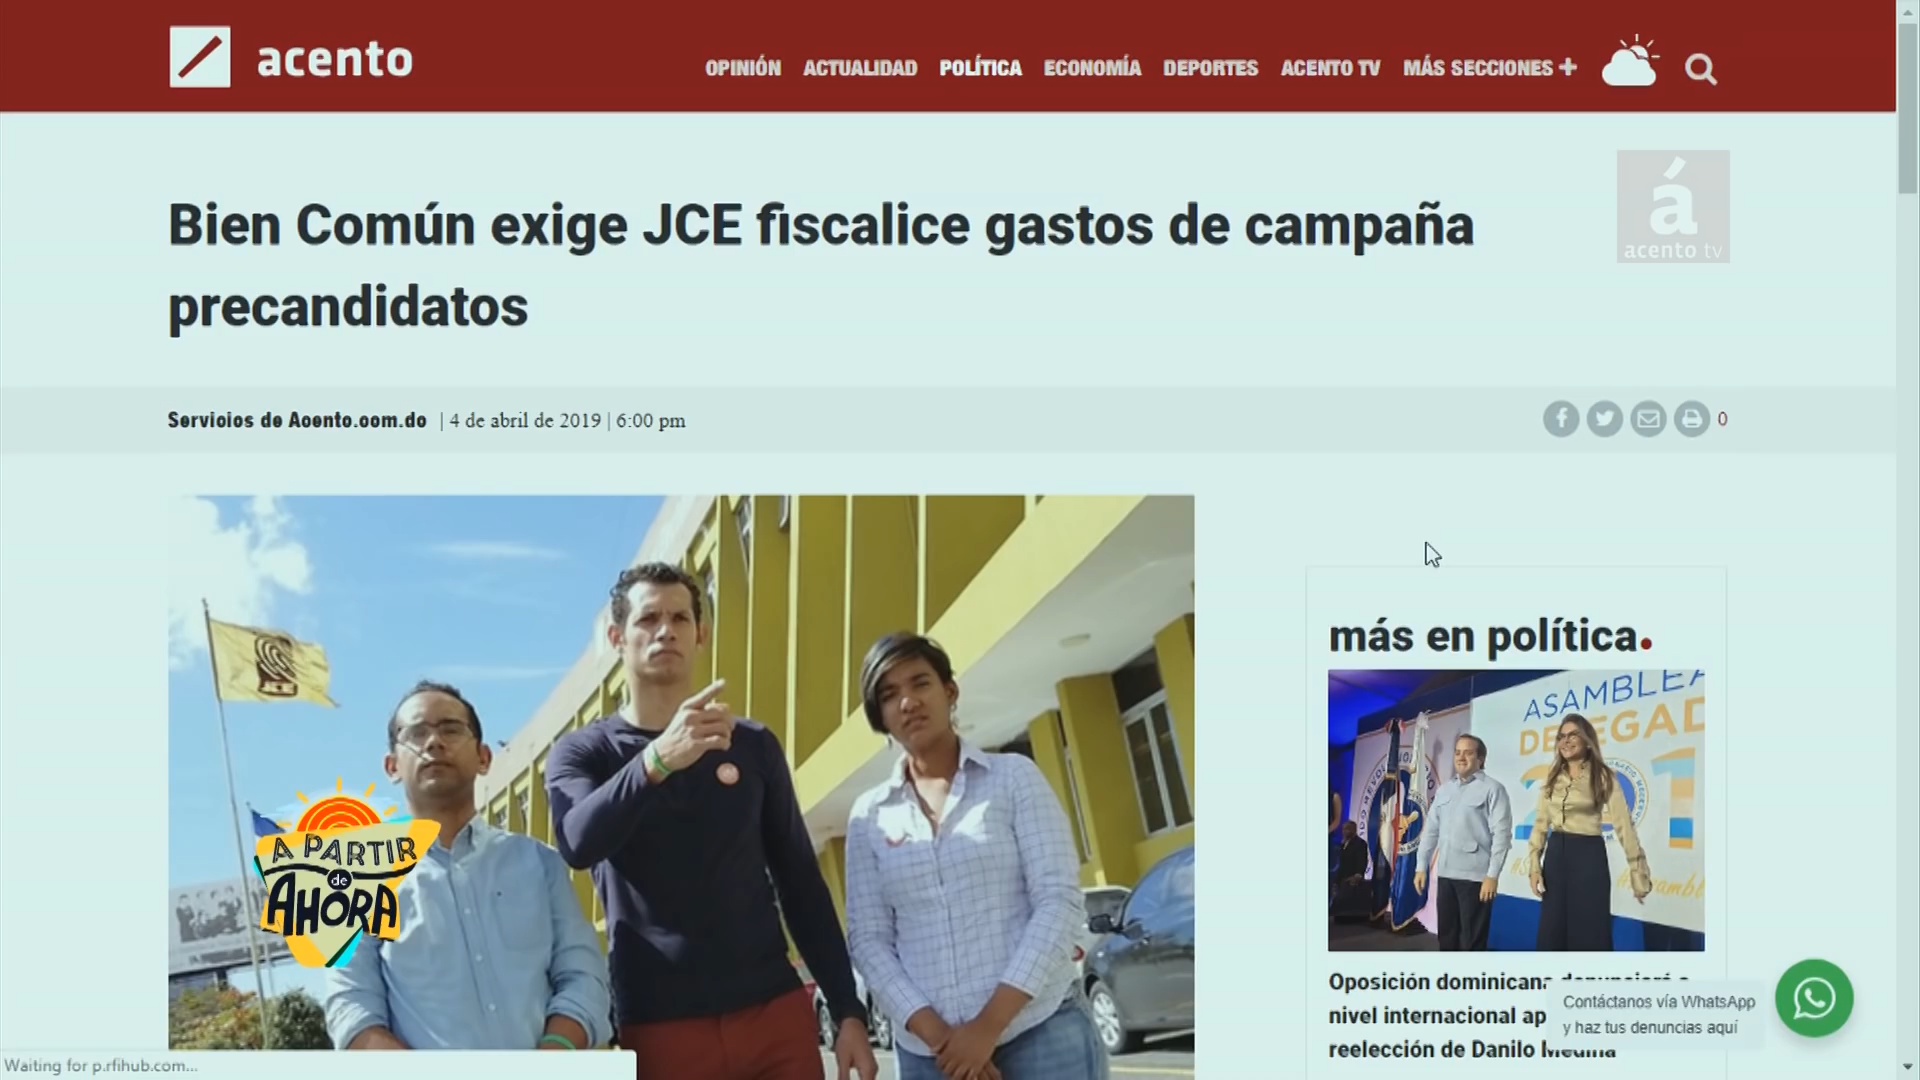 acento
OPINIÓN ACTUALIDAD POLÍTICA ECONOMÍA DEPORTES ACENTO TV MÁS SECCIONES +
á
acento tv
Bien Común exige JCE fiscalice gastos de campaña
precandidatos
Servicios de Acento.com.do | 4 de abril de 2019 | 6:00 pm
0
JCE
A PARTIR
de
AHORA
más en política.
ASAMBLEA
DELEGAD
Oposición dominicana denunciará a
nivel internacional
reelección de Danilo Medina
Contáctanos vía WhatsApp
y haz tus denuncias aquí
Waiting for p.rfihub.com...